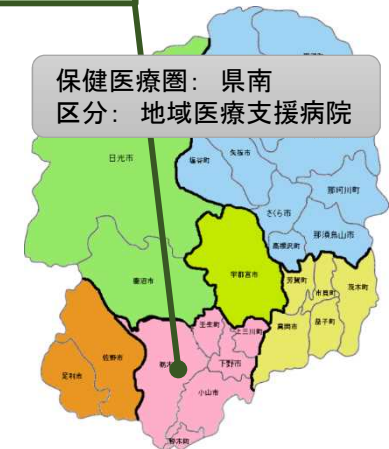 保健医療圏： 県南
区分： 地域医療支援病院
日光市
塩谷町
矢板市
那珂川町
さくら市
那須烏山市
高根沢町
鹿沼市
宇都宮市
芳賀町
市貝町
茂木町
真岡市
益子町
壬生町
上三川町
下野市
佐野市
足利市
小山市
野木町